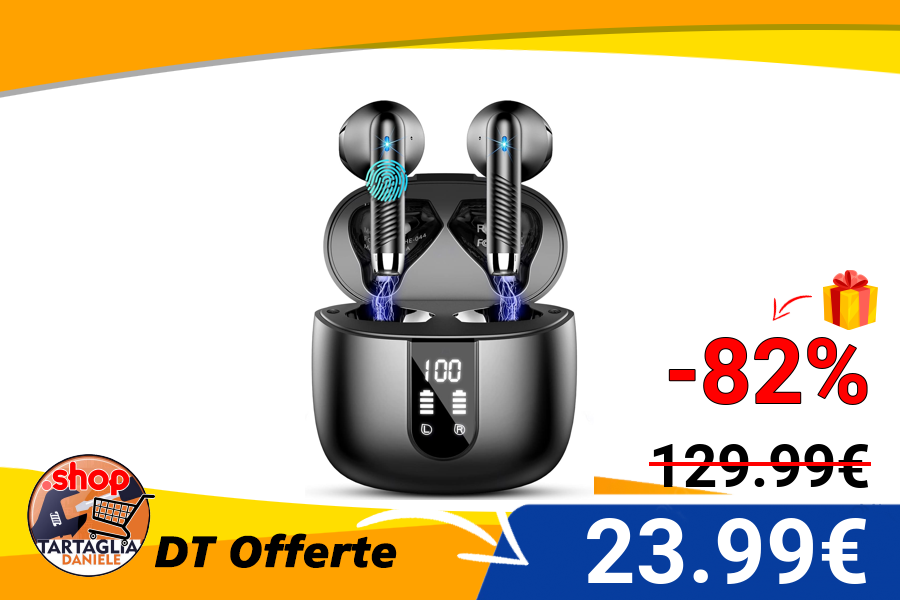 100
L R
-82%
129.99€
23.99€
.shop
TARTAGLIA
DANIELE
DT Offerte